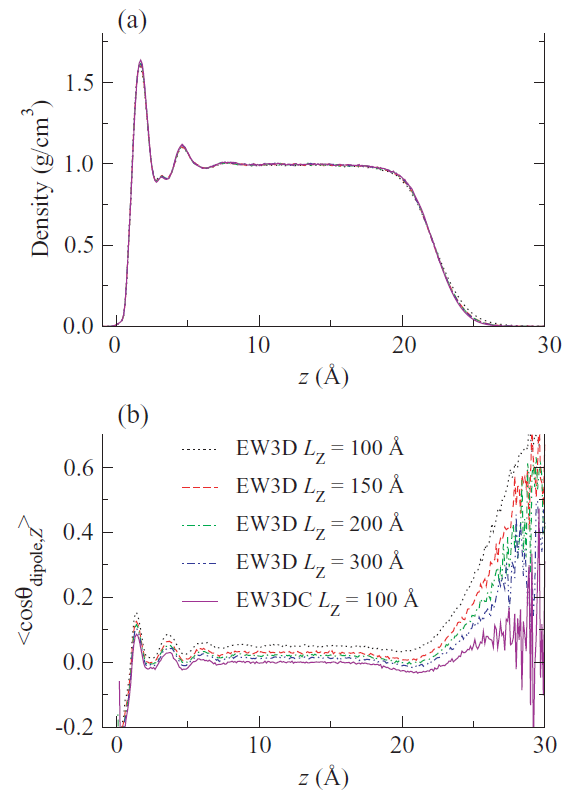 (a)
1.5
1.0
0.5
0.0
Density (g/cm³)
0 10 20 30
z (Å)
(b)
0.6
0.4
0.2
0.0
-0.2
<cosθdipole,Z>
EW3D LZ = 100 Å
EW3D LZ = 150 Å
EW3D LZ = 200 Å
EW3D LZ = 300 Å
EW3DC LZ = 100 Å
0 10 20 30
z (Å)